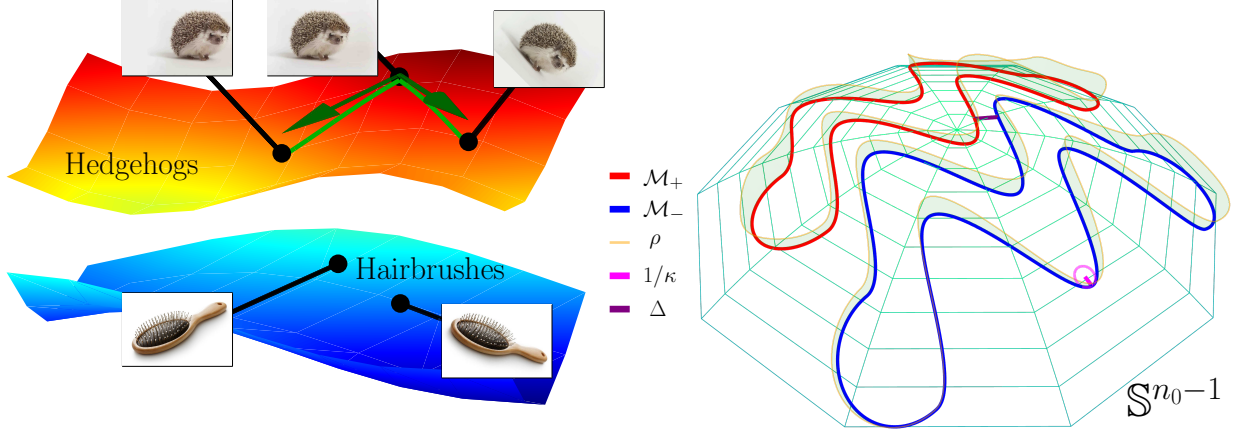 Hedgehogs
Hairbrushes
ℳ₊
ℳ₋
ρ
1/κ
Δ
𝕊ⁿ⁰⁻¹